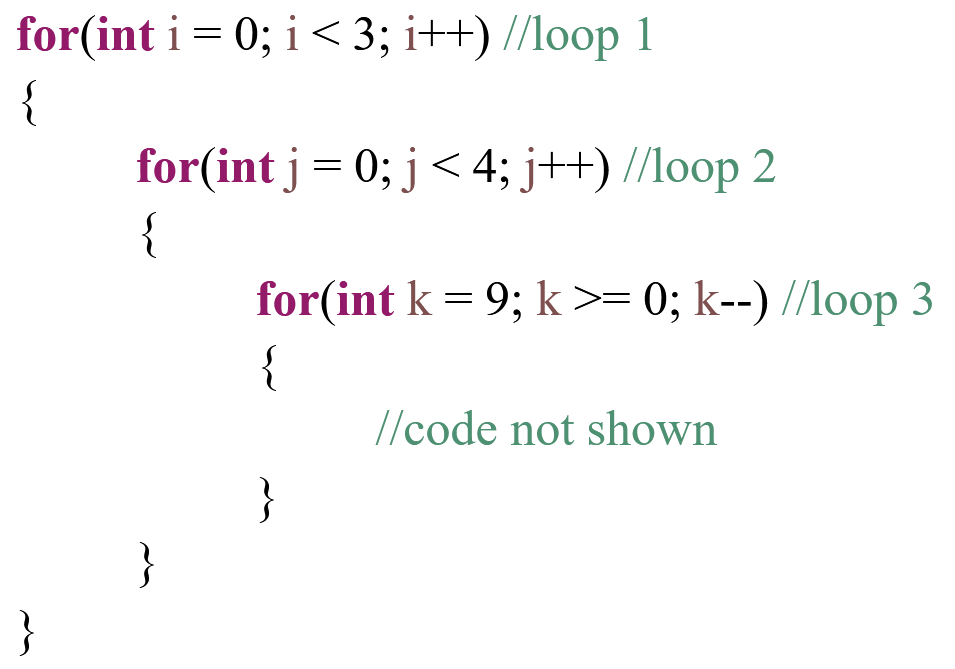 for(int i = 0; i < 3; i++) //loop 1
{
for(int j = 0; j < 4; j++) //loop 2
{
for(int k = 9; k >= 0; k--) //loop 3
{
//code not shown
}
}
}